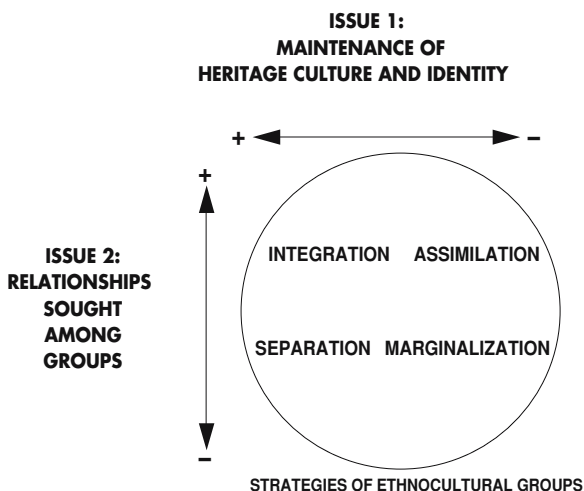 ISSUE 1:
MAINTENANCE OF
HERITAGE CULTURE AND IDENTITY
+ –
+
ISSUE 2:
RELATIONSHIPS
SOUGHT
AMONG
GROUPS
INTEGRATION ASSIMILATION
SEPARATION MARGINALIZATION
–
STRATEGIES OF ETHNOCULTURAL GROUPS